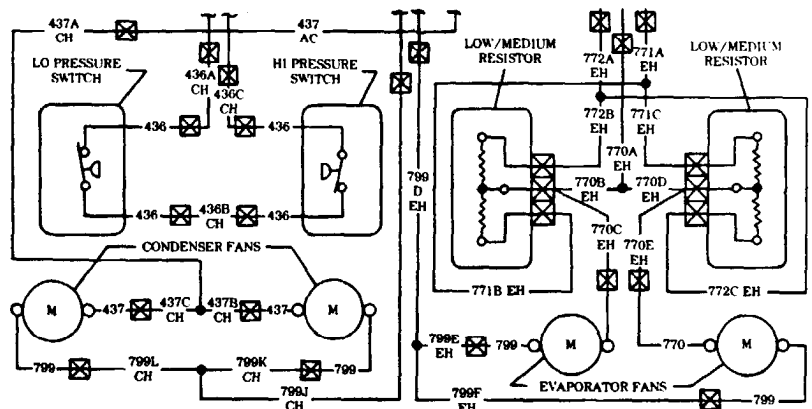 437A
CH
437
AC
LO PRESSURE
SWITCH
436A
CH
436C
CH
HI PRESSURE
SWITCH
436
436
436
436B
CH
436
CONDENSER FANS
M
437
437C
CH
437B
CH
437
M
799
799L
CH
799K
CH
799
799J
CH
799
D
EH
LOW/MEDIUM
RESISTOR
772A
EH
771A
EH
LOW/MEDIUM
RESISTOR
772B
EH
771C
EH
770A
EH
770B
EH
770D
EH
770C
EH
770E
EH
771B EH
772C EH
799E
EH
799
M
770
M
EVAPORATOR FANS
799F
EH
799